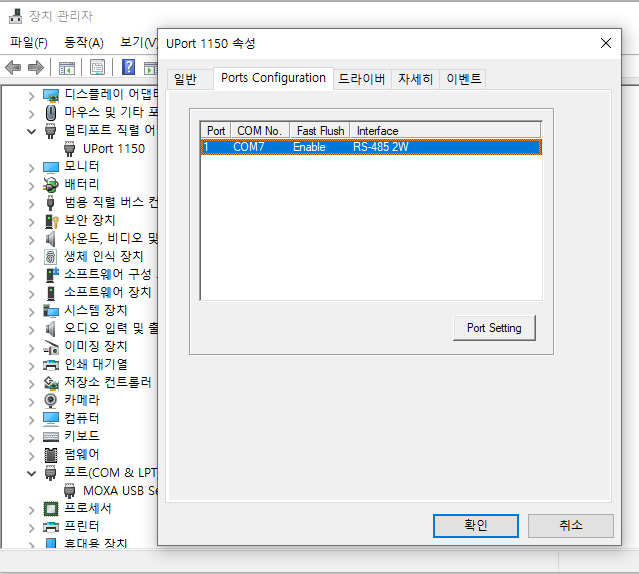 장치 관리자
파일(F) 동작(A) 보기(V)
디스플레이 어댑터
마우스 및 기타 포
멀티포트 직렬 어
UPort 1150
모니터
배터리
범용 직렬 버스 컨
보안 장치
사운드, 비디오 및
생체 인식 장치
소프트웨어 구성
소프트웨어 장치
시스템 장치
오디오 입력 및 출
이미징 장치
인쇄 대기열
저장소 컨트롤러
카메라
컴퓨터
키보드
펌웨어
포트(COM & LPT
MOXA USB Se
프로세서
프린터
휴대용 장치
UPort 1150 속성
일반 Ports Configuration 드라이버 자세히 이벤트
Port COM No. Fast Flush Interface
1 COM7 Enable RS-485 2W
Port Setting
확인 취소